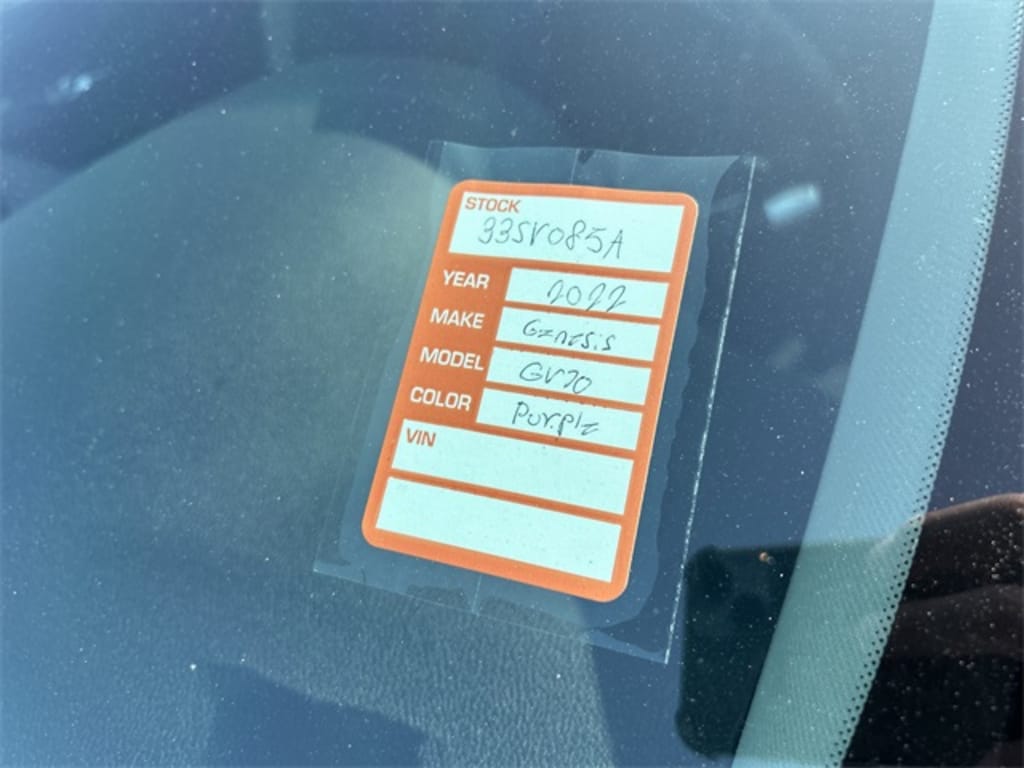 STOCK
33SV085A
YEAR 2022
MAKE Genesis
MODEL GV70
COLOR Purple
VIN